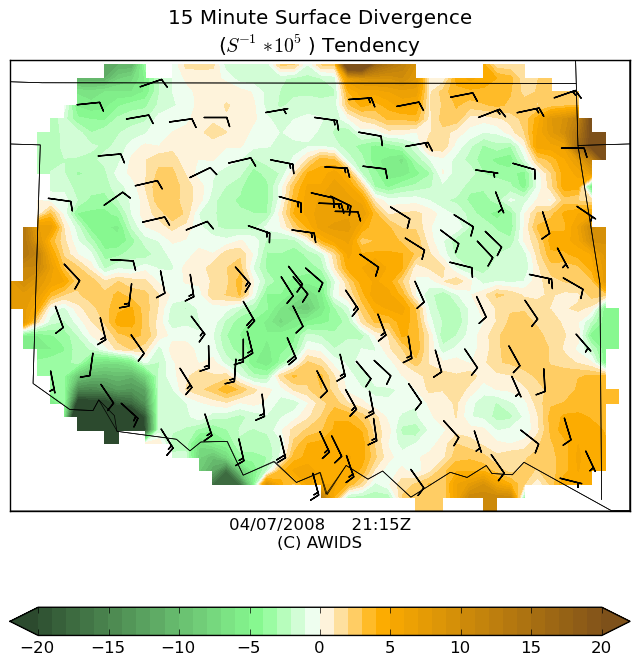 15 Minute Surface Divergence
(S⁻¹ *10⁵ ) Tendency
04/07/2008 21:15Z
(C) AWIDS
−20 −15 −10 −5 0 5 10 15 20